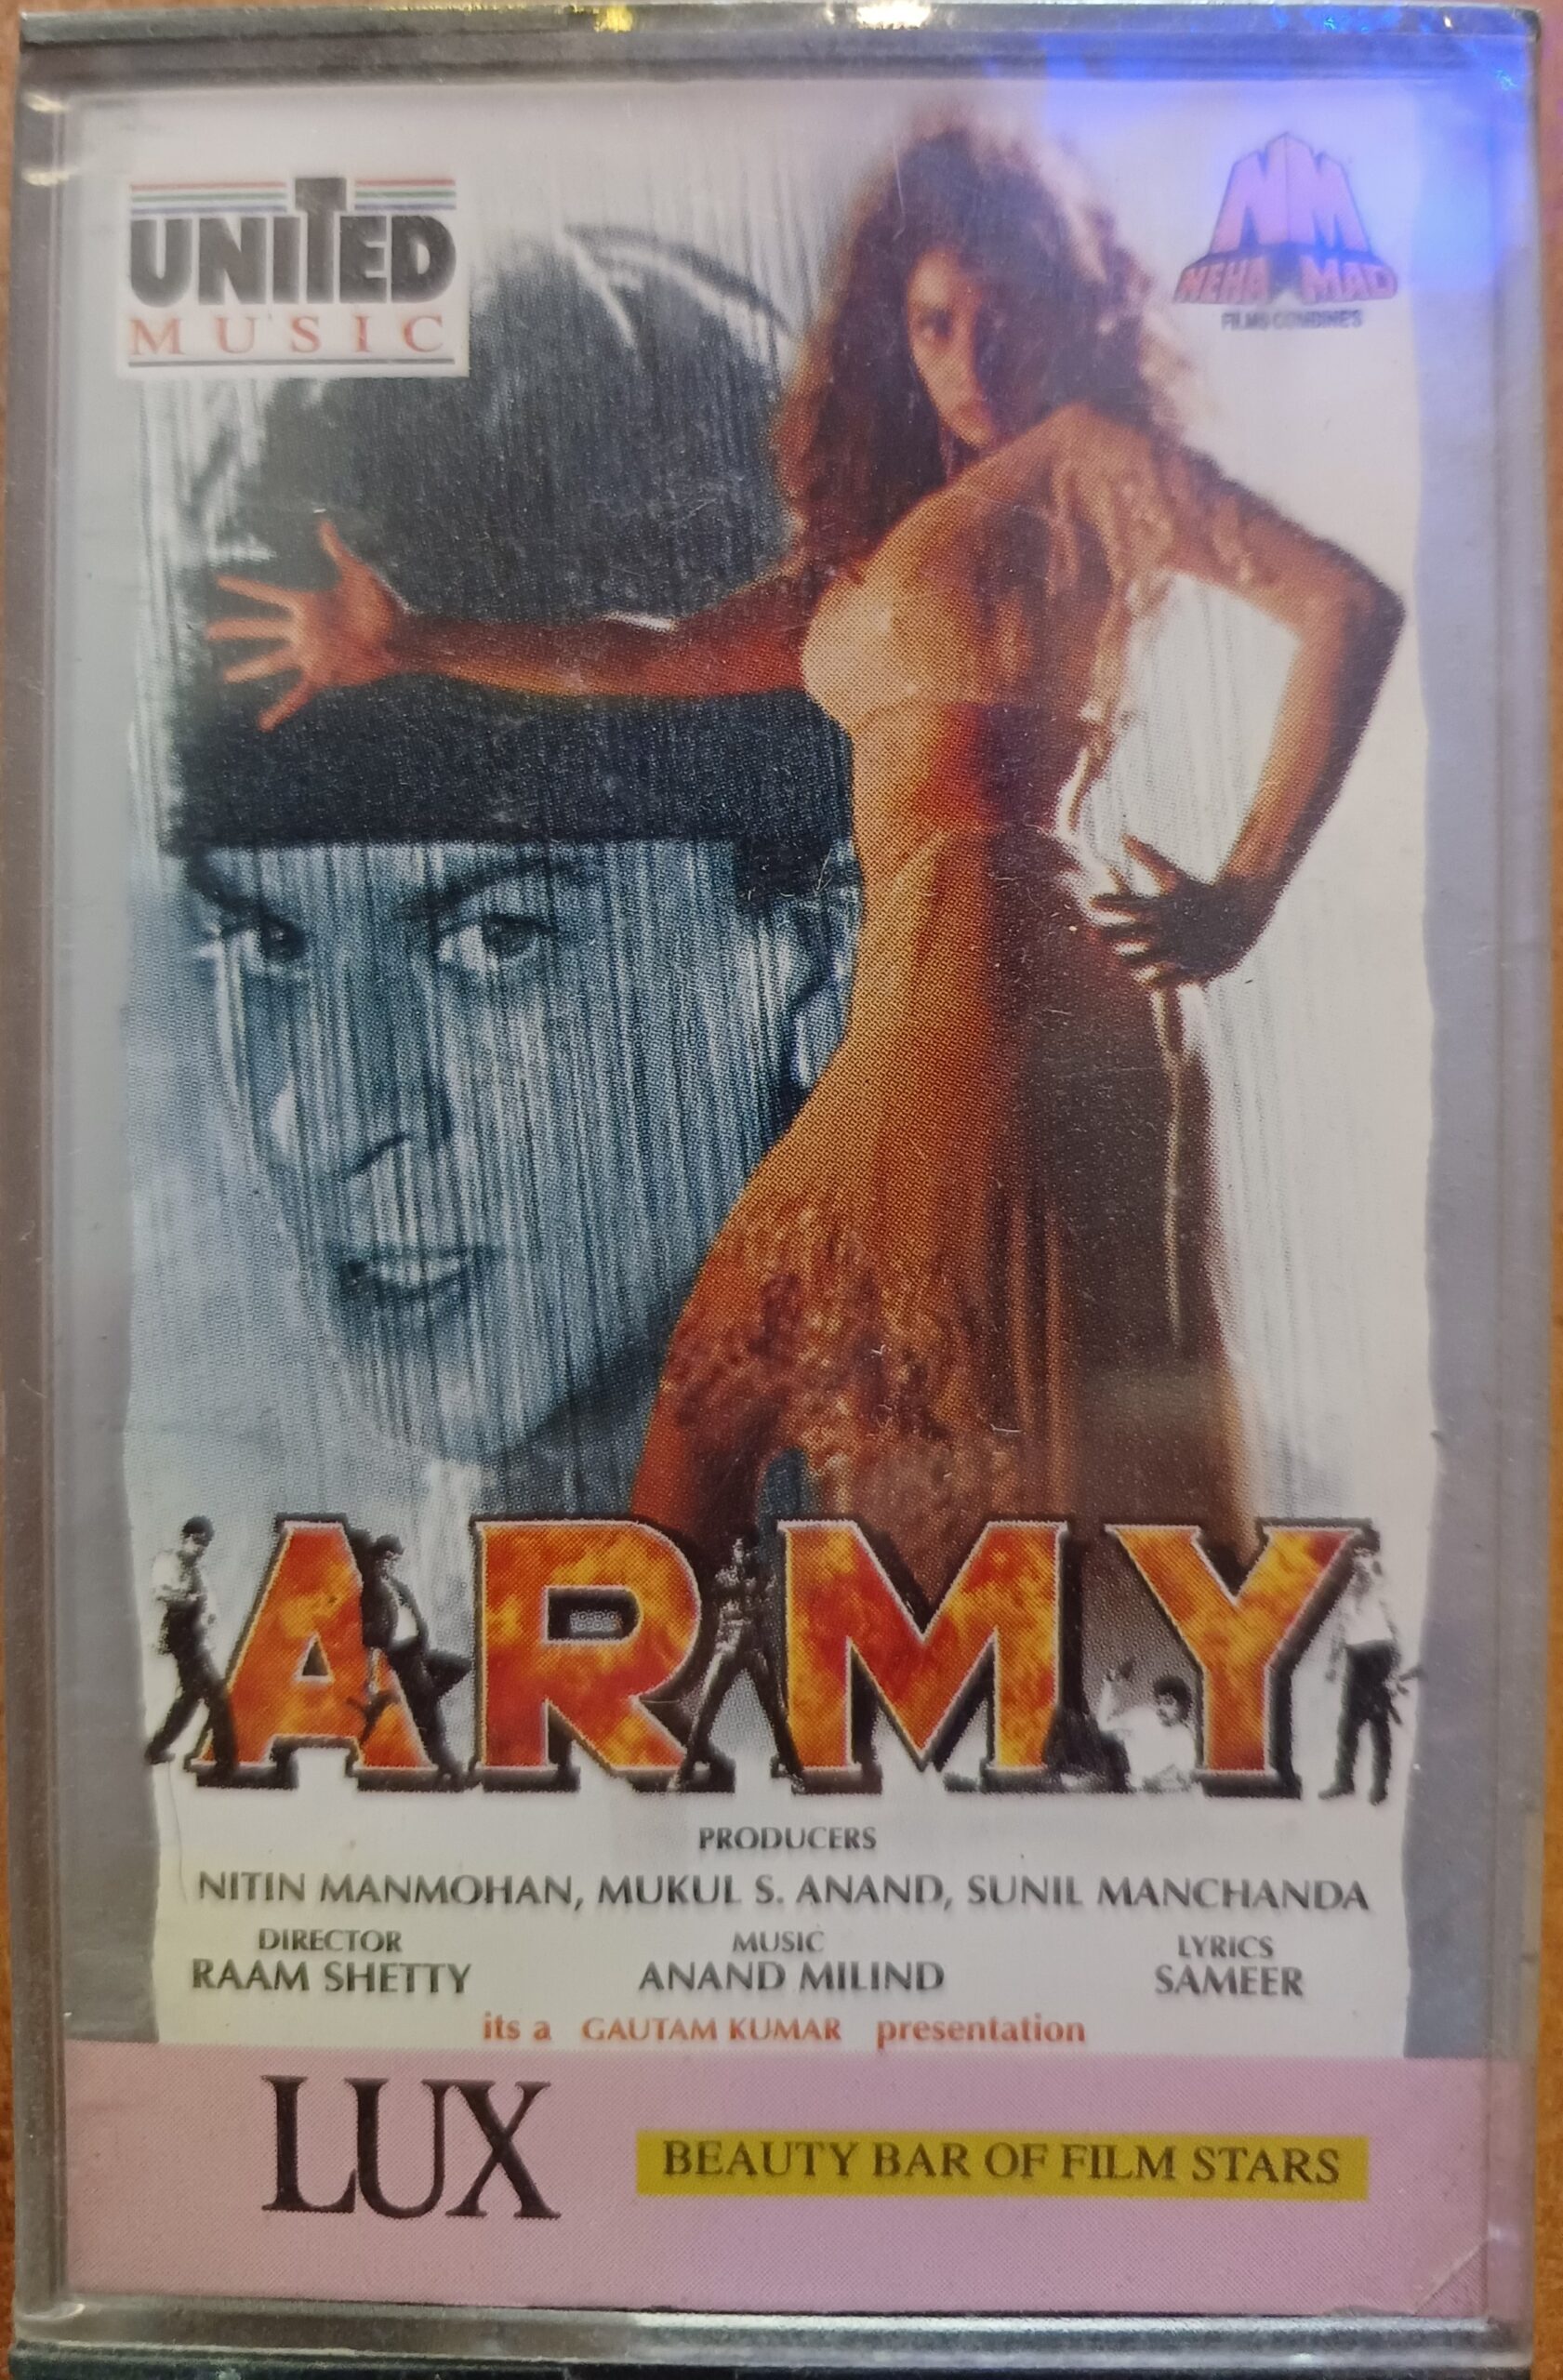 UNITED
MUSIC
NM
NEHA MAD
FILMS COMBINES
ARMY
PRODUCERS
NITIN MANMOHAN, MUKUL S. ANAND, SUNIL MANCHANDA
DIRECTOR MUSIC LYRICS
RAAM SHETTY ANAND MILIND SAMEER
its a GAUTAM KUMAR presentation
LUX
BEAUTY BAR OF FILM STARS